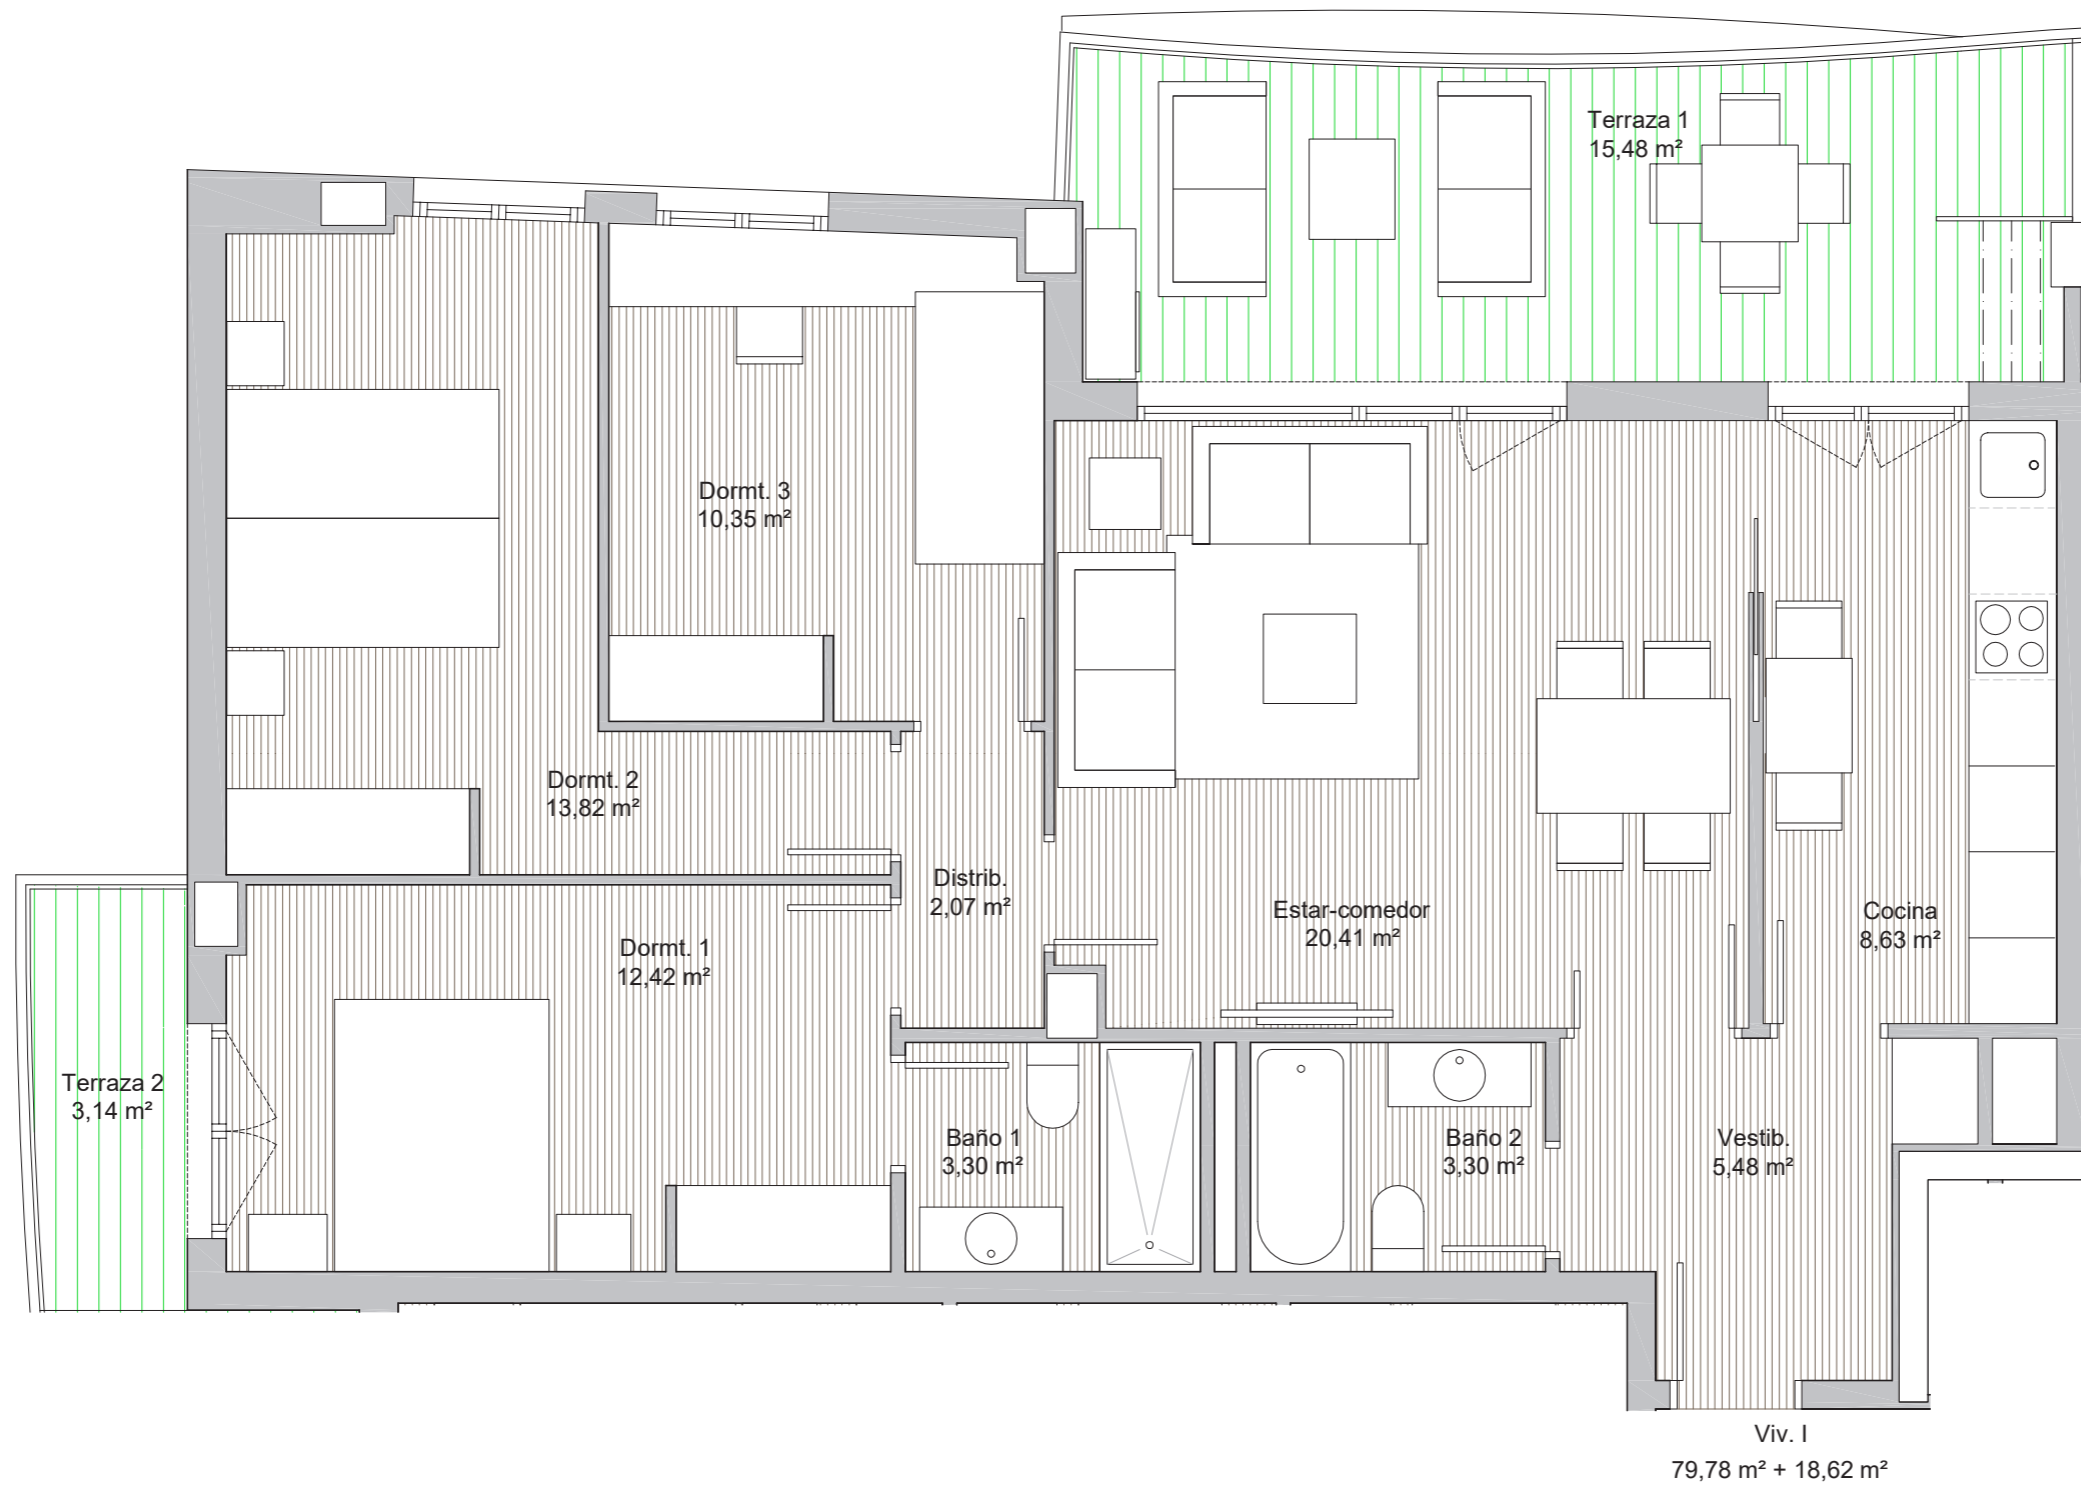 Terraza 1
15,48 m²
Dormt. 3
10,35 m²
Dormt. 2
13,82 m²
Distrib.
2,07 m²
Estar-comedor
20,41 m²
Cocina
8,63 m²
Dormt. 1
12,42 m²
Terraza 2
3,14 m²
Baño 1
3,30 m²
Baño 2
3,30 m²
Vestib.
5,48 m²
Viv. I
79,78 m² + 18,62 m²